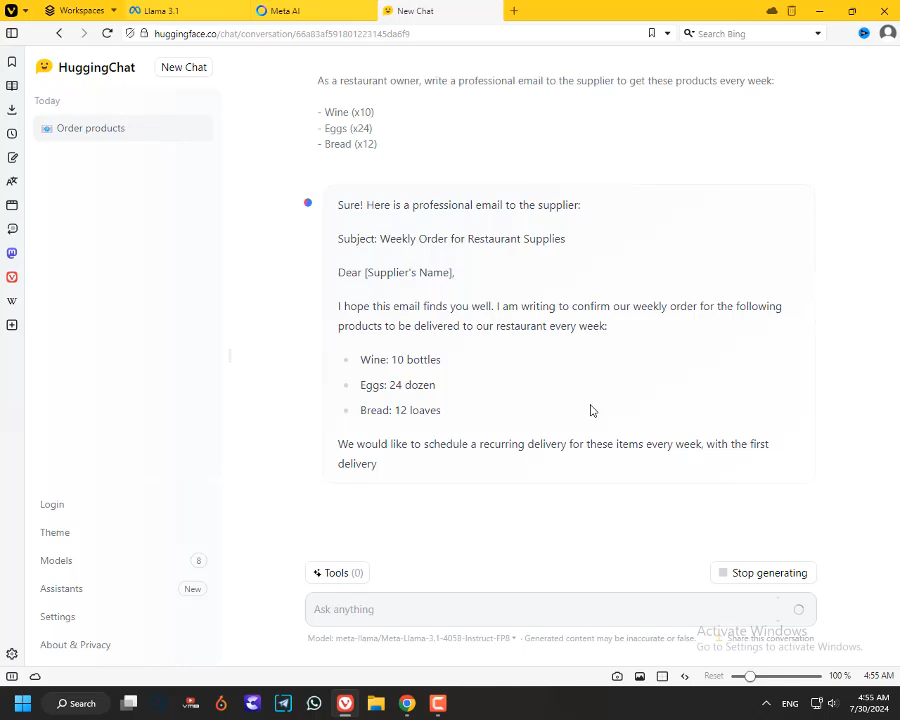 Workspaces
Llama 3.1
Meta AI
New Chat
huggingface.co/chat/conversation/66a83af591801223145da6f9
Search Bing
HuggingChat
New Chat
Today
Order products
As a restaurant owner, write a professional email to the supplier to get these products every week:
- Wine (x10)
- Eggs (x24)
- Bread (x12)
Sure! Here is a professional email to the supplier:
Subject: Weekly Order for Restaurant Supplies
Dear [Supplier's Name],
I hope this email finds you well. I am writing to confirm our weekly order for the following
products to be delivered to our restaurant every week:
Wine: 10 bottles
Eggs: 24 dozen
Bread: 12 loaves
We would like to schedule a recurring delivery for these items every week, with the first
delivery
Login
Theme
Models 8
Assistants New
Settings
About & Privacy
Tools (0)
Stop generating
Ask anything
Model: meta-llama/Meta-Llama-3.1-405B-Instruct-FP8 · Generated content may be inaccurate or false.
Share this conversation
Activate Windows
Go to Settings to activate Windows.
Reset 100 % 4:55 AM
Search
ENG
4:55 AM
7/30/2024